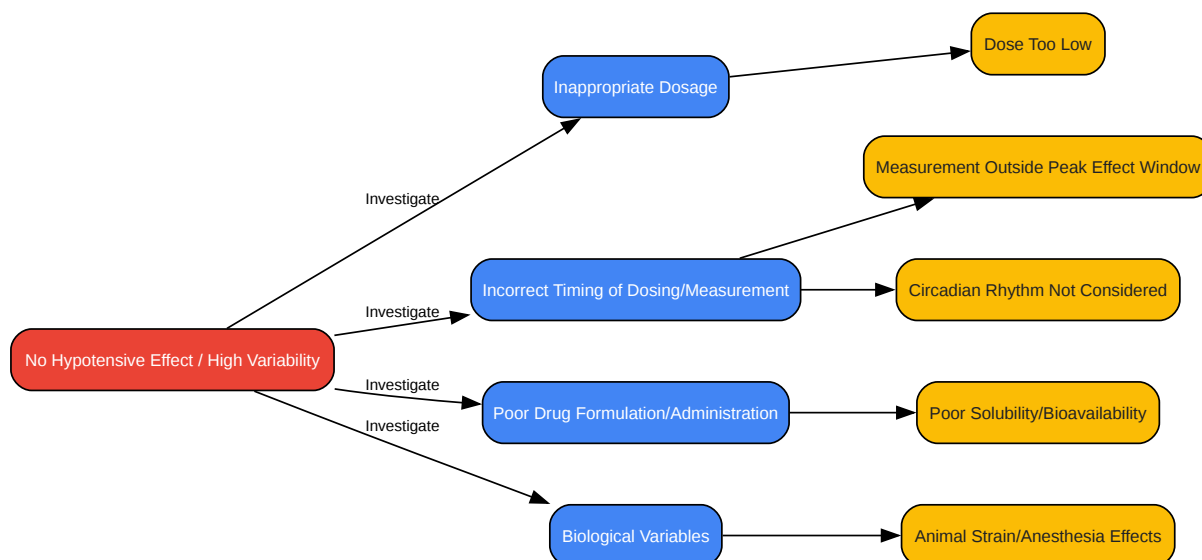 Dose Too Low
Inappropriate Dosage
Measurement Outside Peak Effect Window
Investigate
Incorrect Timing of Dosing/Measurement
Circadian Rhythm Not Considered
Investigate
No Hypotensive Effect / High Variability
Investigate
Poor Drug Formulation/Administration
Poor Solubility/Bioavailability
Investigate
Biological Variables
Animal Strain/Anesthesia Effects